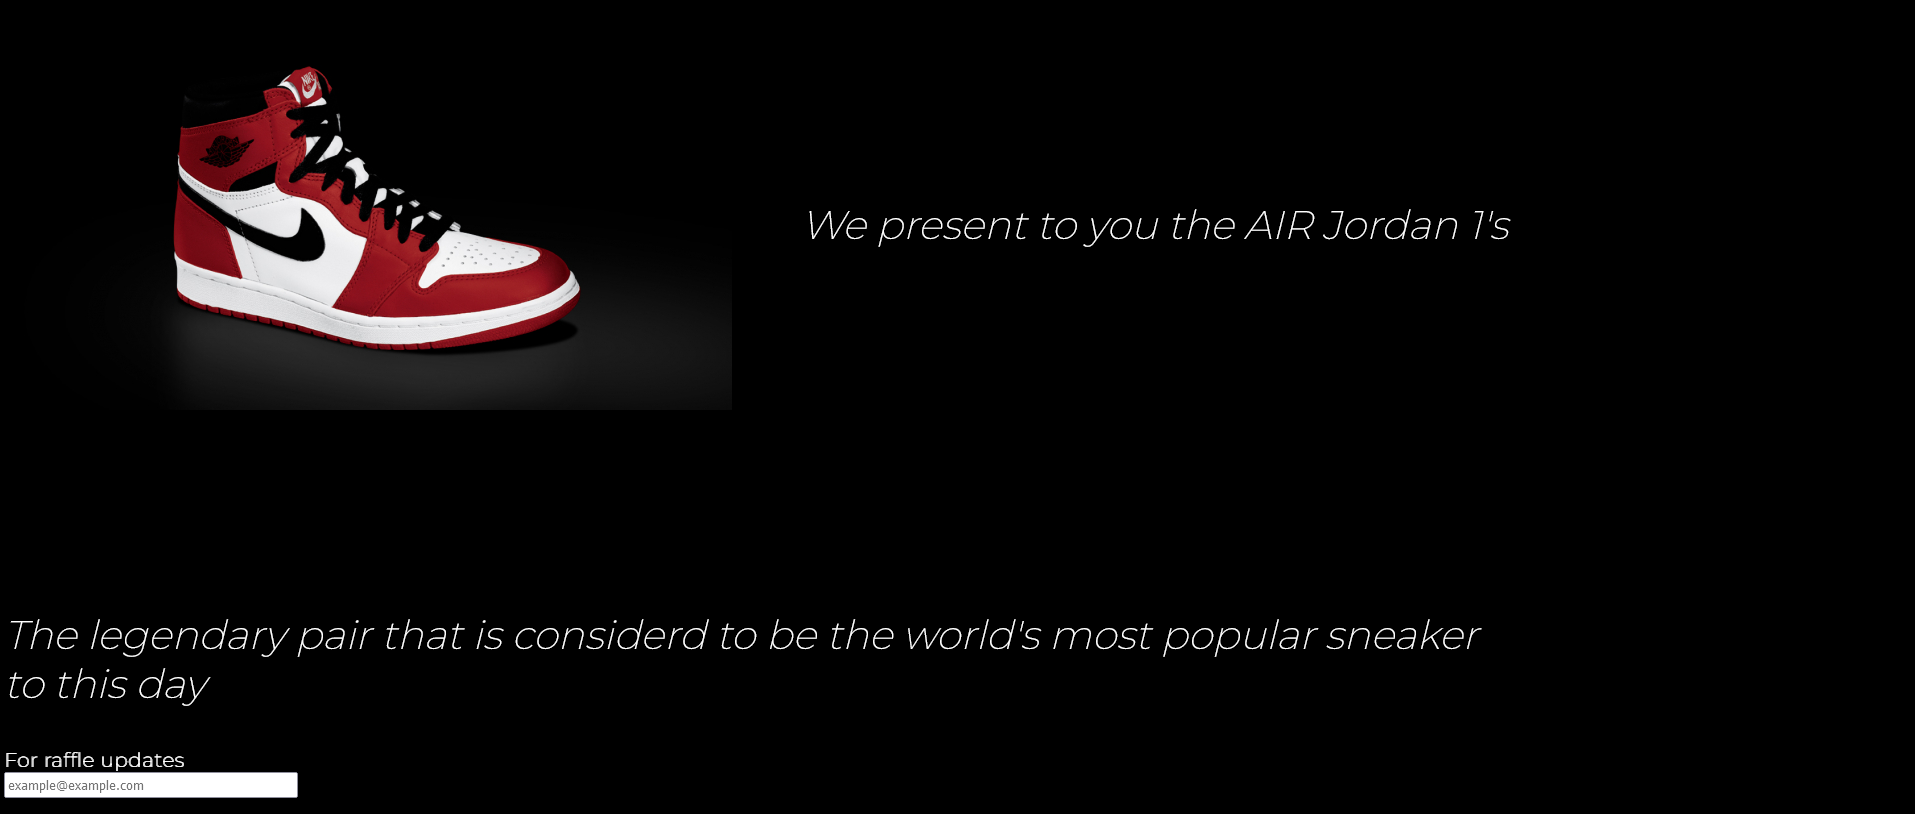 We present to you the AIR Jordan 1's
The legendary pair that is considerd to be the world's most popular sneaker
to this day
For raffle updates
example@example.com